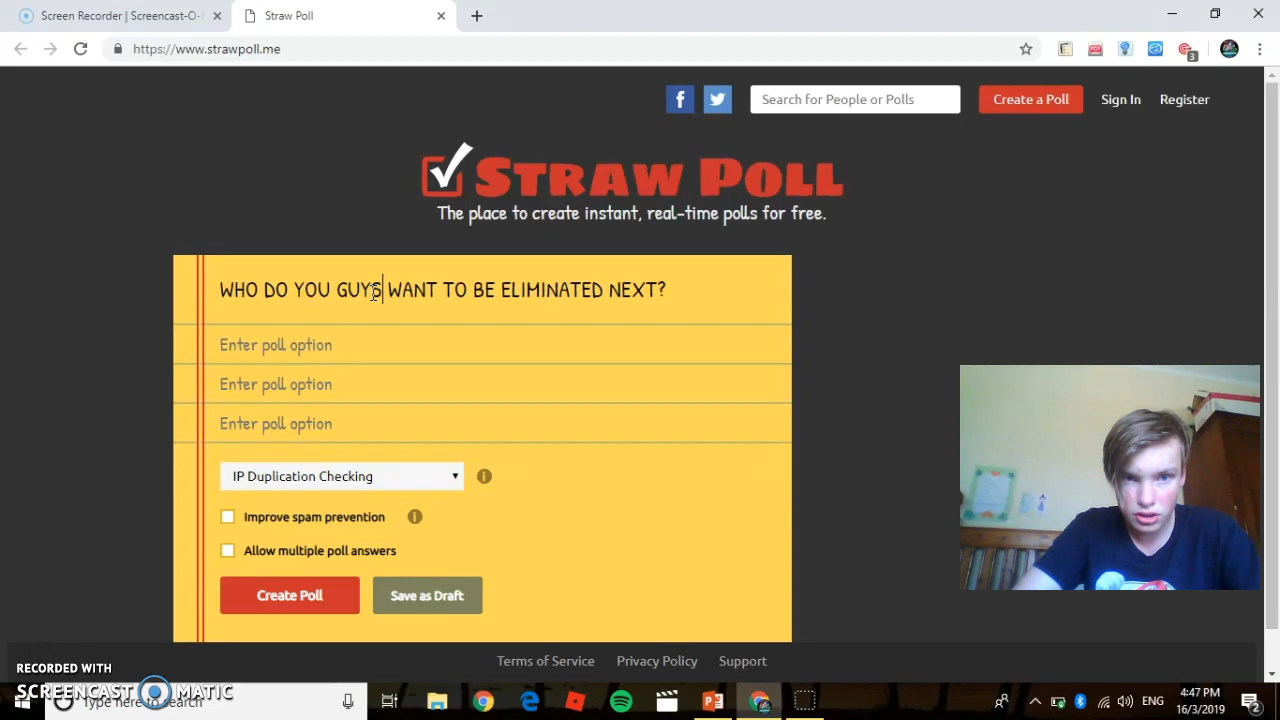 Screen Recorder | Screencast-O-
Straw Poll
https://www.strawpoll.me
3
Search for People or Polls
Create a Poll
Sign In
Register
STRAW POLL
The place to create instant, real-time polls for free.
WHO DO YOU GUYS WANT TO BE ELIMINATED NEXT?
Enter poll option
Enter poll option
Enter poll option
IP Duplication Checking
Improve spam prevention
Allow multiple poll answers
Create Poll
Save as Draft
Terms of Service
Privacy Policy
Support
RECORDED WITH
SCREENCAST MATIC
Type here to search
ENG
4:47 PM
16/3/2019
2